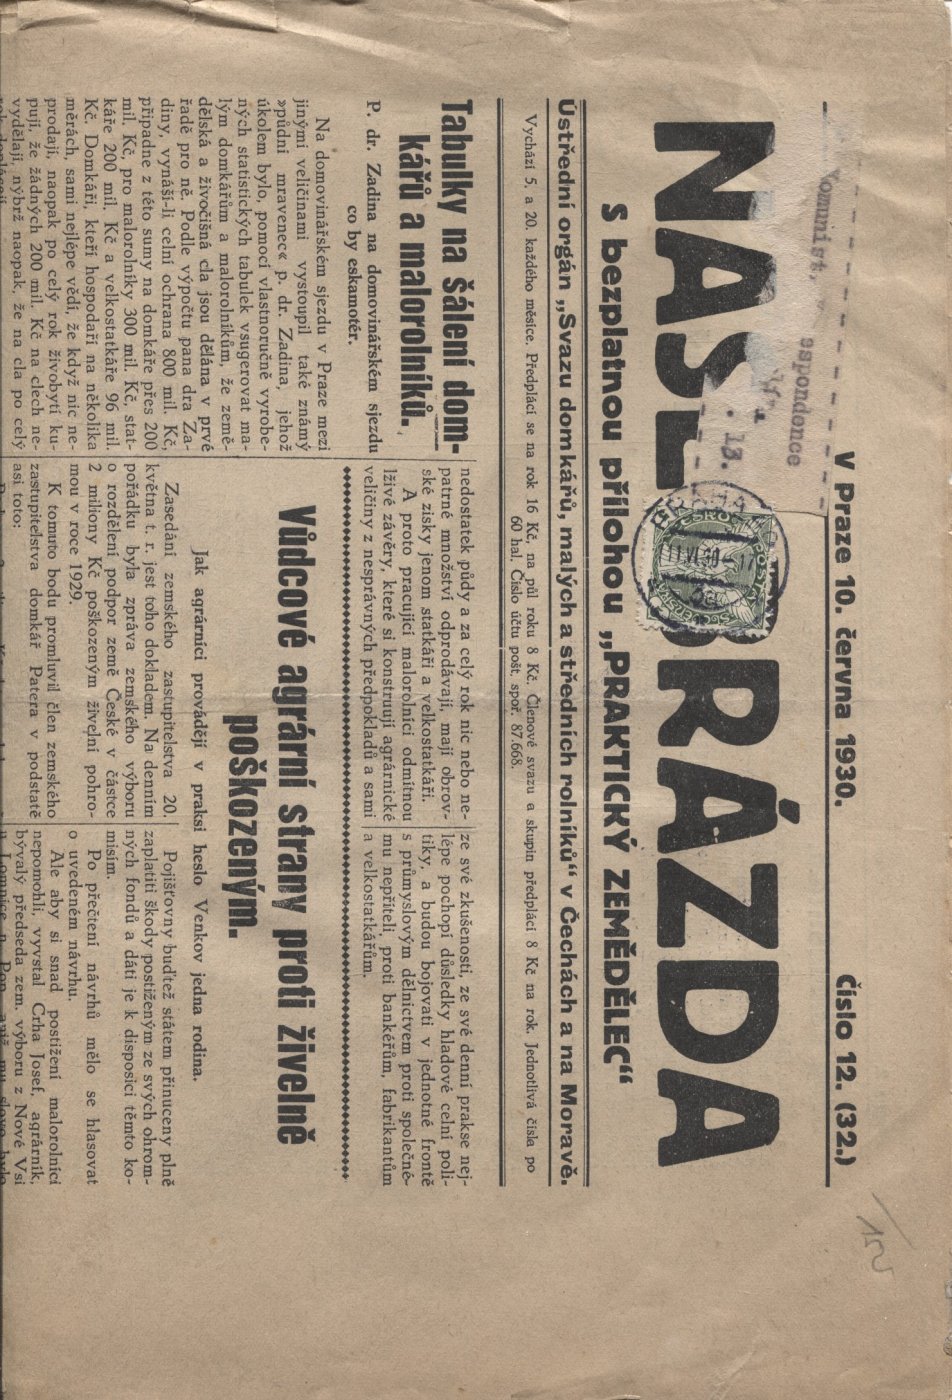 V Praze 10. června 1930.
Číslo 12. (32.)
Komunist.
espondence
13.
NAŠE BRÁZDA
s bezplatnou přílohou „PRAKTICKÝ ZEMĚDĚLEC“
Ústřední orgán „Svazu domkářů, malých a středních rolníků“ v Čechách a na Moravě.
Vychází 5. a 20. každého měsíce. Předplácí se na rok 16 Kč, na půl roku 8 Kč. Členové svazu a skupin předplácí 8 Kč na rok. Jednotlivá čísla po
60 hal. Číslo účtu pošt. spoř. 87.668.
Tabulky na šálení dom-
kářů a malorolníků.
P. dr. Zadina na domovinářském sjezdu
co by eskamotér.
Na domovinářském sjezdu v Praze mezi
jinými veličinami vystoupil také známý
»půdní mravenec« p. dr. Zadina, jehož
úkolem bylo, pomocí vlastnoručně vyrobe-
ných statistických tabulek vsugerovat ma-
lým domkářům a malorolníkům, že země-
dělská a živočišná cla jsou dělána v prvé
řadě pro ně. Podle výpočtu pana dra Za-
diny, vynáší-li celní ochrana 800 mil. Kč,
připadne z této sumy na domkáře přes 200
mil. Kč, pro malorolníky 300 mil. Kč, stat-
káře 200 mil. Kč a velkostatkáře 96 mil.
Kč. Domkáři, kteří hospodaří na několika
měrách, sami nejlépe vědí, že když nic ne-
prodají, naopak po celý rok živobytí ku-
pují, že žádných 200 mil. Kč na clech ne-
vydělají, nýbrž naopak, že na cla po celý
nedostatek půdy a za celý rok nic nebo ne-
patrné množství odprodávají, mají obrov-
ské zisky jenom statkáři a velkostatkáři.
A proto pracující malorolníci odmítnou
lživé závěry, které si konstruují agrárnické
veličiny z nesprávných předpokladů a sami
ze své zkušenosti, ze své denní prakse nej-
lépe pochopí důsledky hladové celní poli-
tiky, a budou bojovati v jednotné frontě
s průmyslovým dělnictvem proti společné-
mu nepříteli, proti bankéřům, fabrikantům
a velkostatkářům.
Vůdcové agrární strany proti živelně
poškozeným.
Jak agrárníci provádějí v praksi heslo Venkov jedna rodina.
Zasedání zemského zastupitelstva 20.
května t. r. jest toho dokladem. Na denním
pořádku byla zpráva zemského výboru
o rozdělení podpor země České v částce
2 miliony Kč poškozeným živelní pohro-
mou v roce 1929.
K tomuto bodu promluvil člen zemského
zastupitelstva domkář Patera v podstatě
asi toto:
Pojišťovny buďtež státem přinuceny plně
zaplatiti škody postiženým ze svých ohrom-
ných fondů a dáti je k disposici těmto ko-
misím.
Po přečtení návrhů mělo se hlasovat
o uvedeném návrhu.
Ale aby si snad postižení malorolníci
nepomohli, vyvstal Crha Josef, agrárník,
bývalý předseda zem. výboru z Nové Vsi